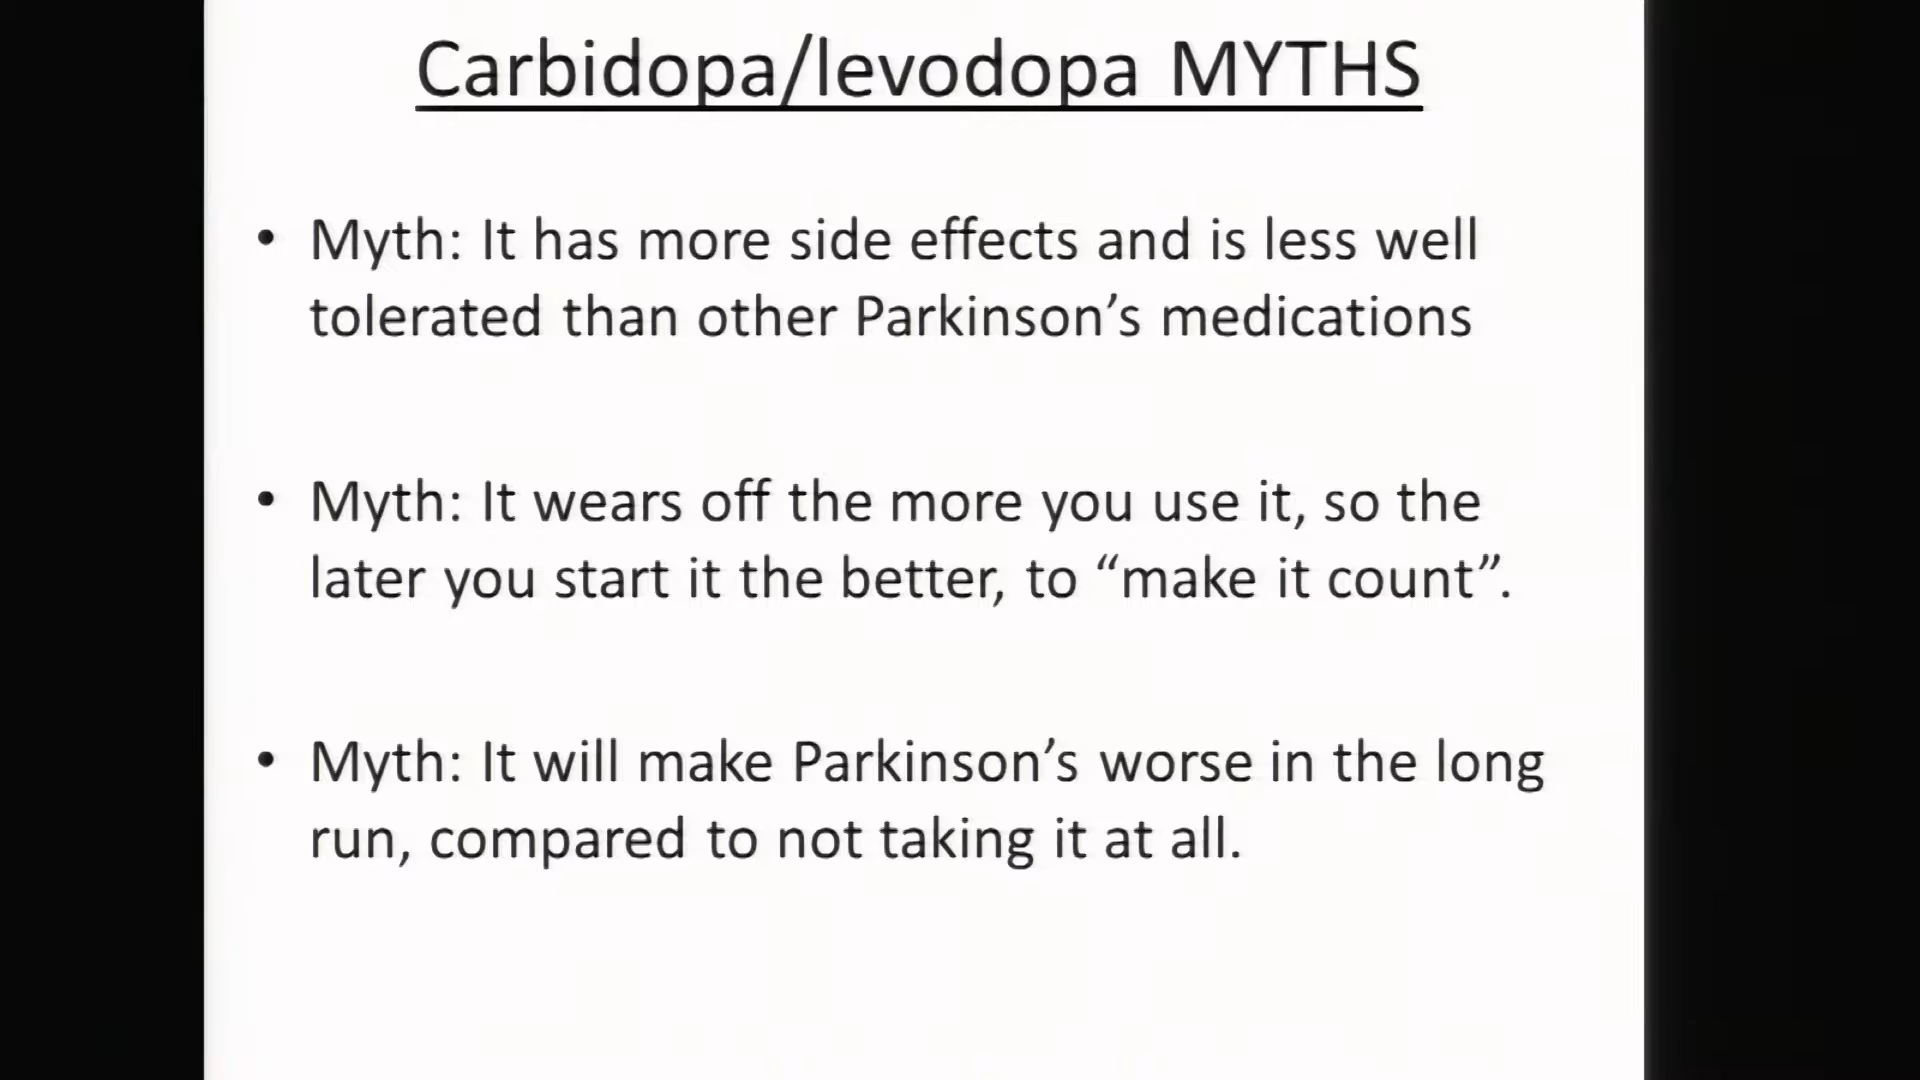 Carbidopa/levodopa MYTHS
• Myth: It has more side effects and is less well
tolerated than other Parkinson’s medications
• Myth: It wears off the more you use it, so the
later you start it the better, to “make it count”.
• Myth: It will make Parkinson’s worse in the long
run, compared to not taking it at all.